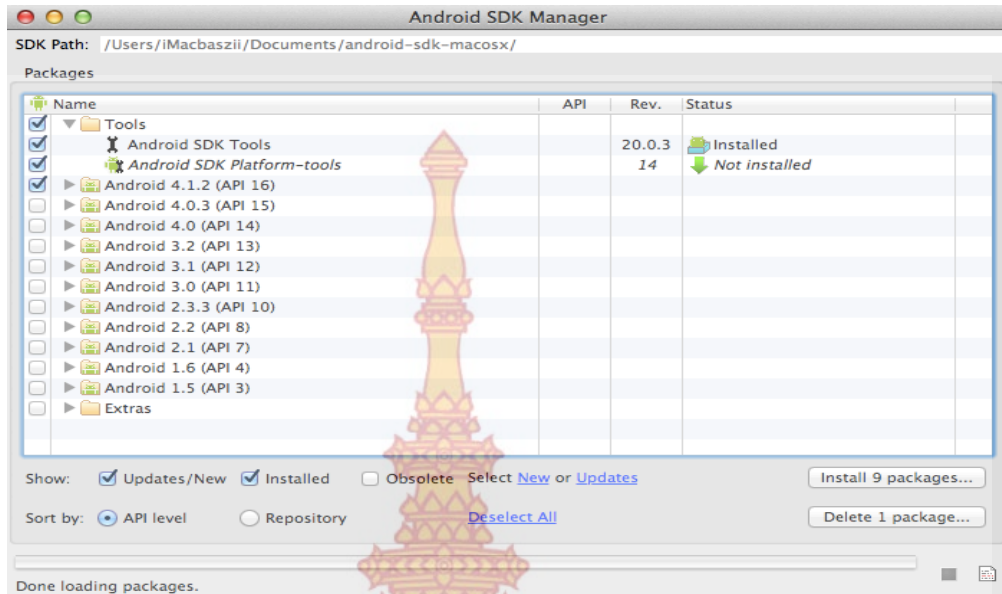 Android SDK Manager
SDK Path: /Users/iMacbaszii/Documents/android-sdk-macosx/
Packages
Name API Rev. Status
Tools
Android SDK Tools 20.0.3 Installed
Android SDK Platform-tools 14 Not installed
Android 4.1.2 (API 16)
Android 4.0.3 (API 15)
Android 4.0 (API 14)
Android 3.2 (API 13)
Android 3.1 (API 12)
Android 3.0 (API 11)
Android 2.3.3 (API 10)
Android 2.2 (API 8)
Android 2.1 (API 7)
Android 1.6 (API 4)
Android 1.5 (API 3)
Extras
Show: Updates/New Installed Obsolete Select New or Updates Install 9 packages...
Sort by: API level Repository Deselect All Delete 1 package...
Done loading packages.